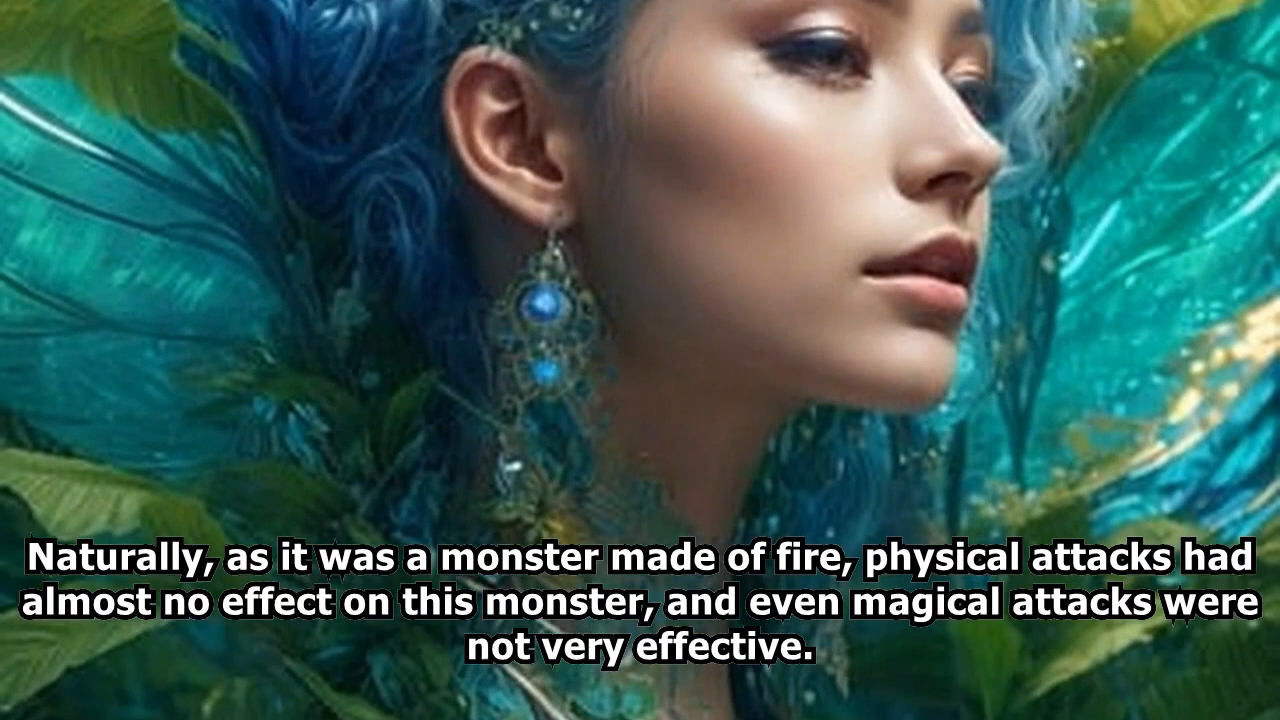 Naturally, as it was a monster made of fire, physical attacks had
almost no effect on this monster, and even magical attacks were
not very effective.